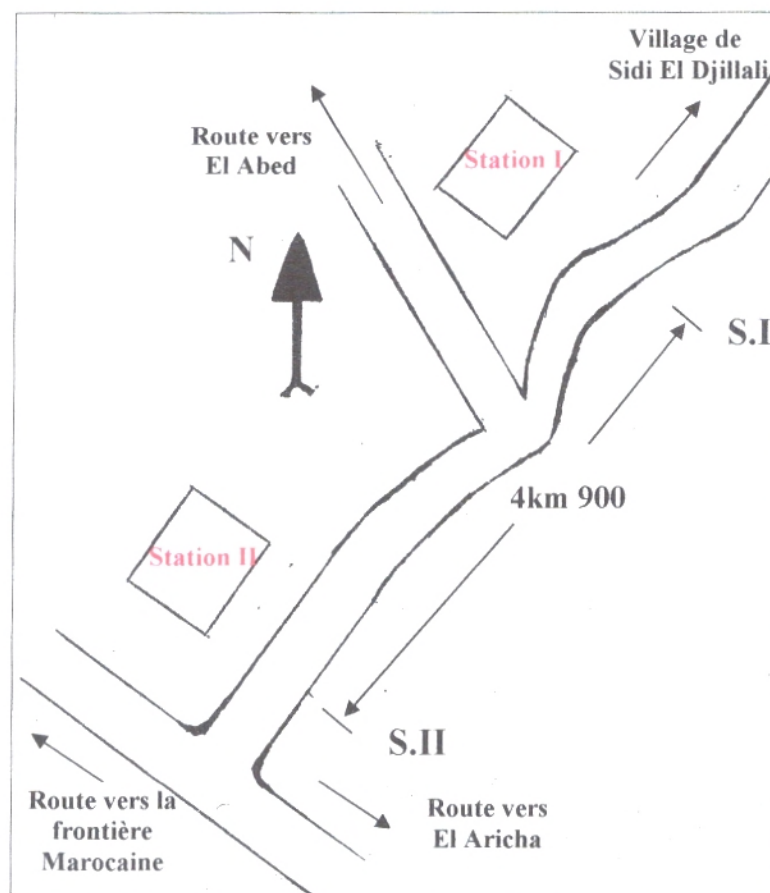 Village de
Sidi El Djillali
Route vers
El Abed
Station I
N
S.I
4km 900
Station II
S.II
Route vers la
frontière
Marocaine
Route vers
El Aricha